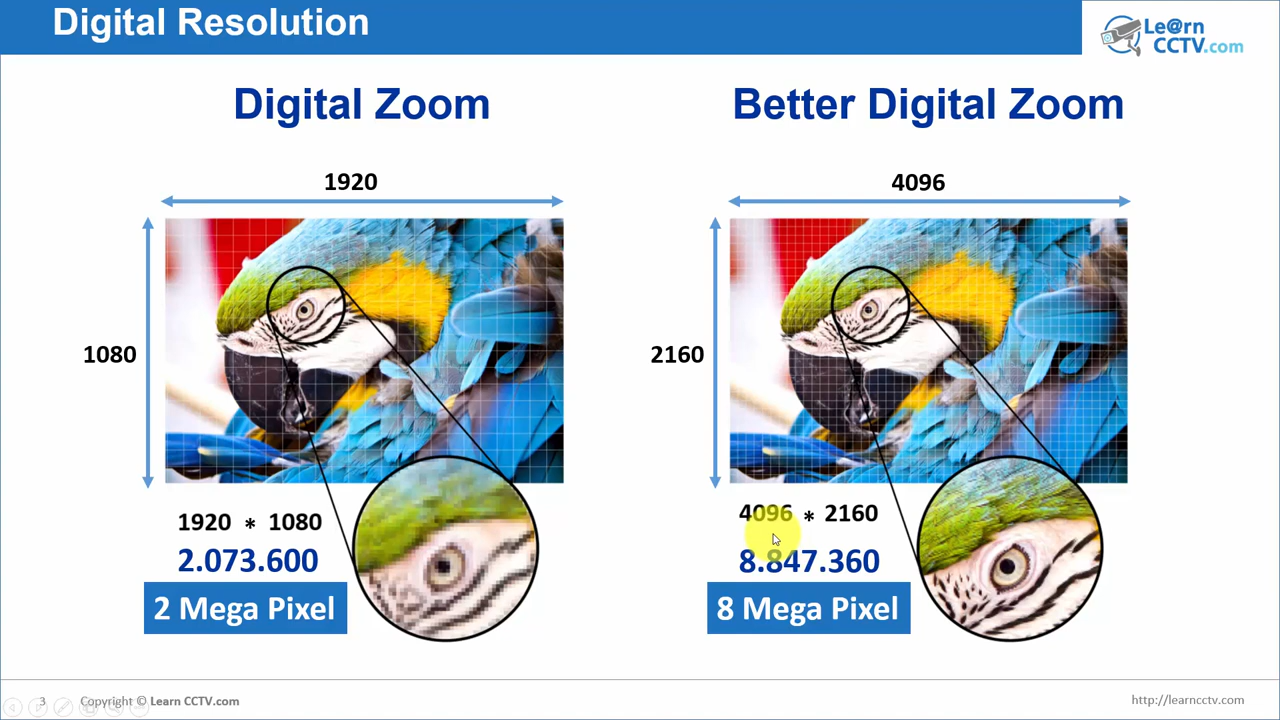 Digital Resolution
Le@rn
CCTV.com
Digital Zoom
1920
1080
1920 * 1080
2.073.600
2 Mega Pixel
Better Digital Zoom
4096
2160
4096 * 2160
8.847.360
8 Mega Pixel
3 Copyright © Learn CCTV.com
http://learncctv.com